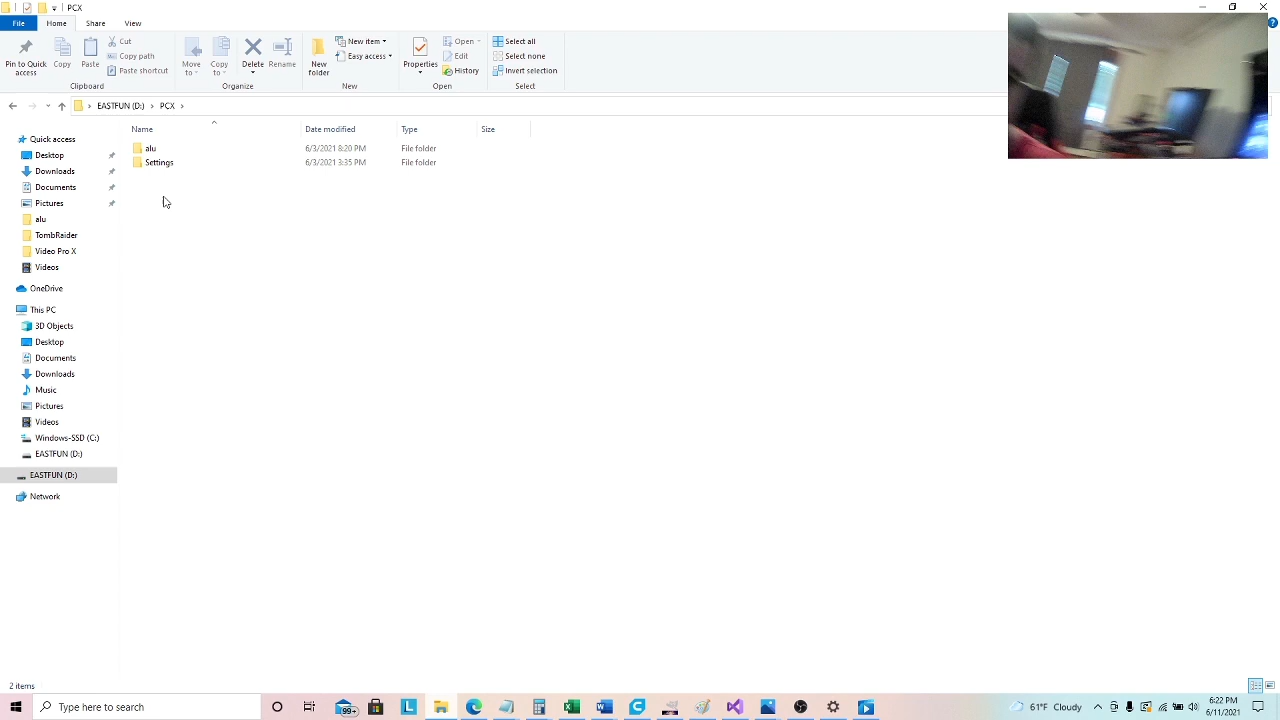 PCX
File
Home
Share
View
Pin to Quick access
Copy
Paste
Cut
Copy path
Paste shortcut
Clipboard
Move to
Copy to
Delete
Rename
Organize
New folder
New item
Easy access
New
Properties
Open
Edit
History
Open
Select all
Select none
Invert selection
Select
EASTFUN (D:)
PCX
Name
Date modified
Type
Size
alu 6/3/2021 8:20 PM File folder
Settings 6/3/2021 3:35 PM File folder
Quick access
Desktop
Downloads
Documents
Pictures
alu
TombRaider
Video Pro X
Videos
OneDrive
This PC
3D Objects
Desktop
Documents
Downloads
Music
Pictures
Videos
Windows-SSD (C:)
EASTFUN (D:)
EASTFUN (D:)
Network
2 items
Type here to search
99+
61°F Cloudy
6:22 PM
6/11/2021